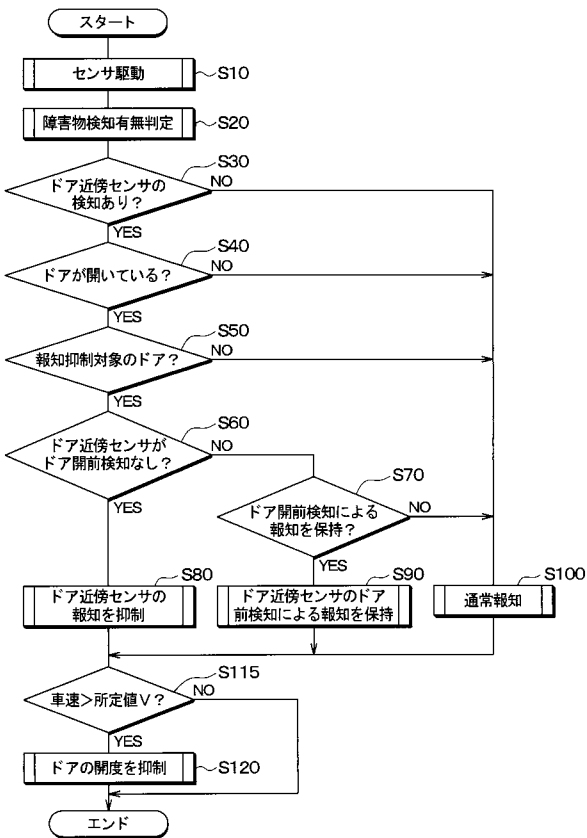 スタート
センサ駆動
S10
障害物検知有無判定
S20
S30
ドア近傍センサの
検知あり？
NO
YES
S40
ドアが開いている？
NO
YES
S50
報知抑制対象のドア？
NO
YES
S60
ドア近傍センサが
ドア開前検知なし？
NO
YES
S70
ドア開前検知による
報知を保持？
NO
YES
S80
ドア近傍センサの
報知を抑制
S90
ドア近傍センサのドア
前検知による報知を保持
S100
通常報知
S115
車速＞所定値V？
NO
YES
ドアの開度を抑制
S120
エンド